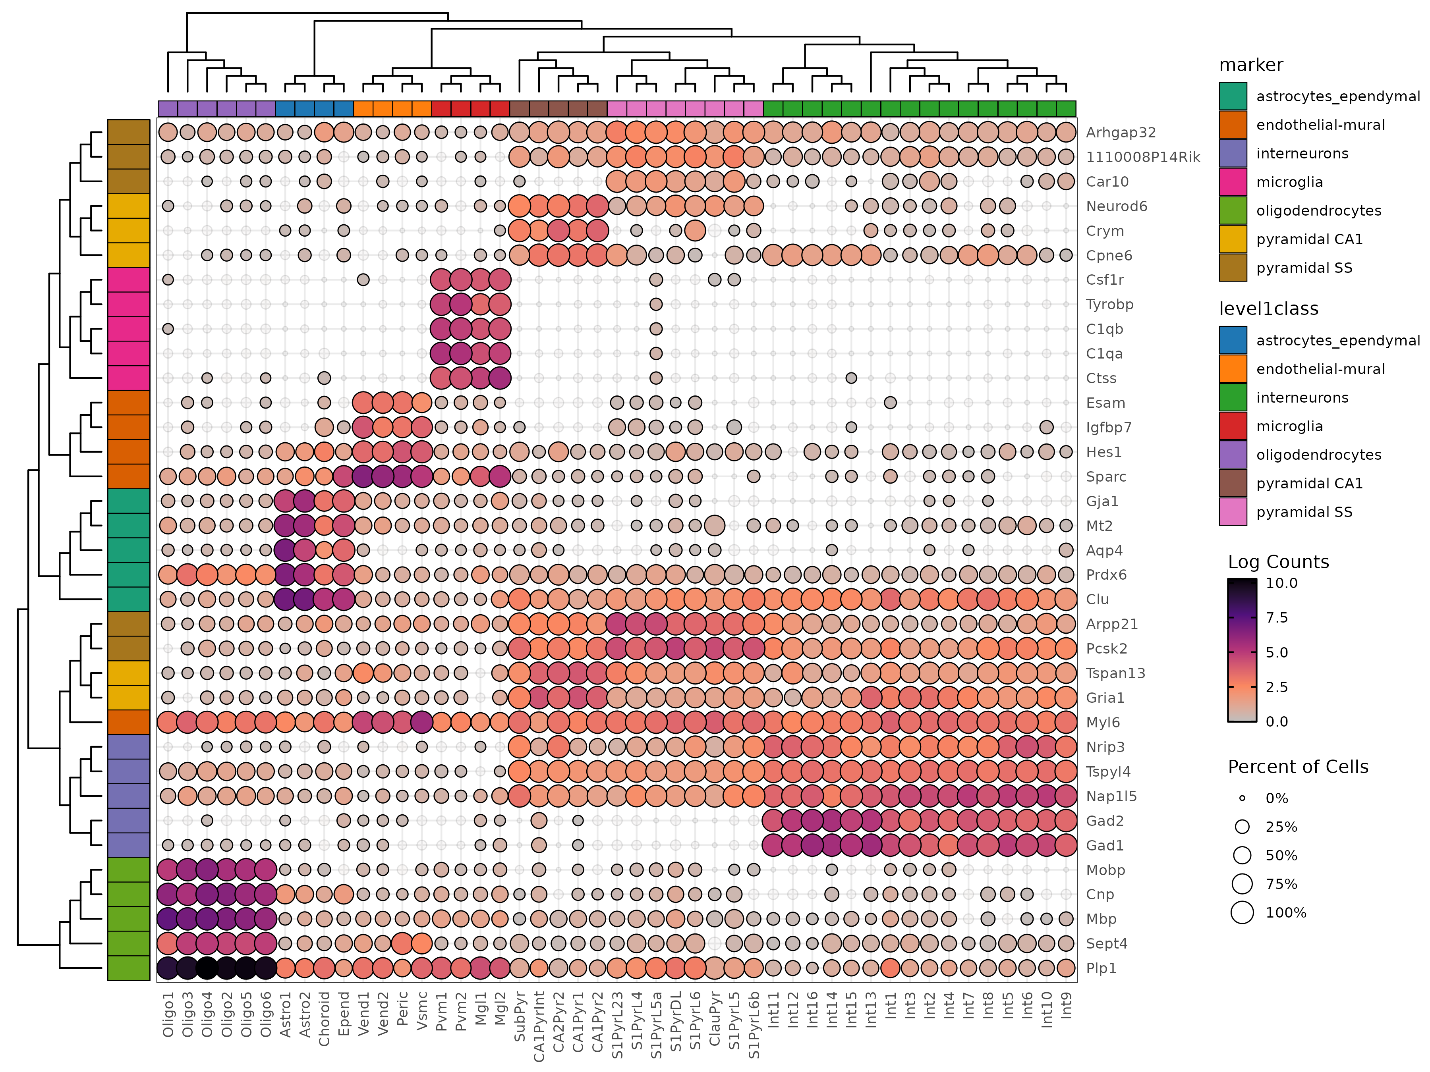 Arhgap32
1110008P14Rik
Car10
Neurod6
Crym
Cpne6
Csf1r
Tyrobp
C1qb
C1qa
Ctss
Esam
Igfbp7
Hes1
Sparc
Gja1
Mt2
Aqp4
Prdx6
Clu
Arpp21
Pcsk2
Tspan13
Gria1
Myl6
Nrip3
Tspyl4
Nap1l5
Gad2
Gad1
Mobp
Cnp
Mbp
Sept4
Plp1
Oligo1
Oligo3
Oligo4
Oligo2
Oligo5
Oligo6
Astro1
Astro2
Choroid
Epend
Vend1
Vend2
Peric
Vsmc
Pvm1
Pvm2
Mgl1
Mgl2
SubPyr
CA1PyrInt
CA2Pyr2
CA1Pyr1
CA1Pyr2
S1PyrL23
S1PyrL4
S1PyrL5a
S1PyrDL
S1PyrL6
ClauPyr
S1PyrL5
S1PyrL6b
Int11
Int12
Int16
Int14
Int15
Int13
Int1
Int3
Int2
Int4
Int7
Int8
Int5
Int6
Int10
Int9
marker
astrocytes_ependymal
endothelial-mural
interneurons
microglia
oligodendrocytes
pyramidal CA1
pyramidal SS
level1class
astrocytes_ependymal
endothelial-mural
interneurons
microglia
oligodendrocytes
pyramidal CA1
pyramidal SS
Log Counts
10.0
7.5
5.0
2.5
0.0
Percent of Cells
0%
25%
50%
75%
100%